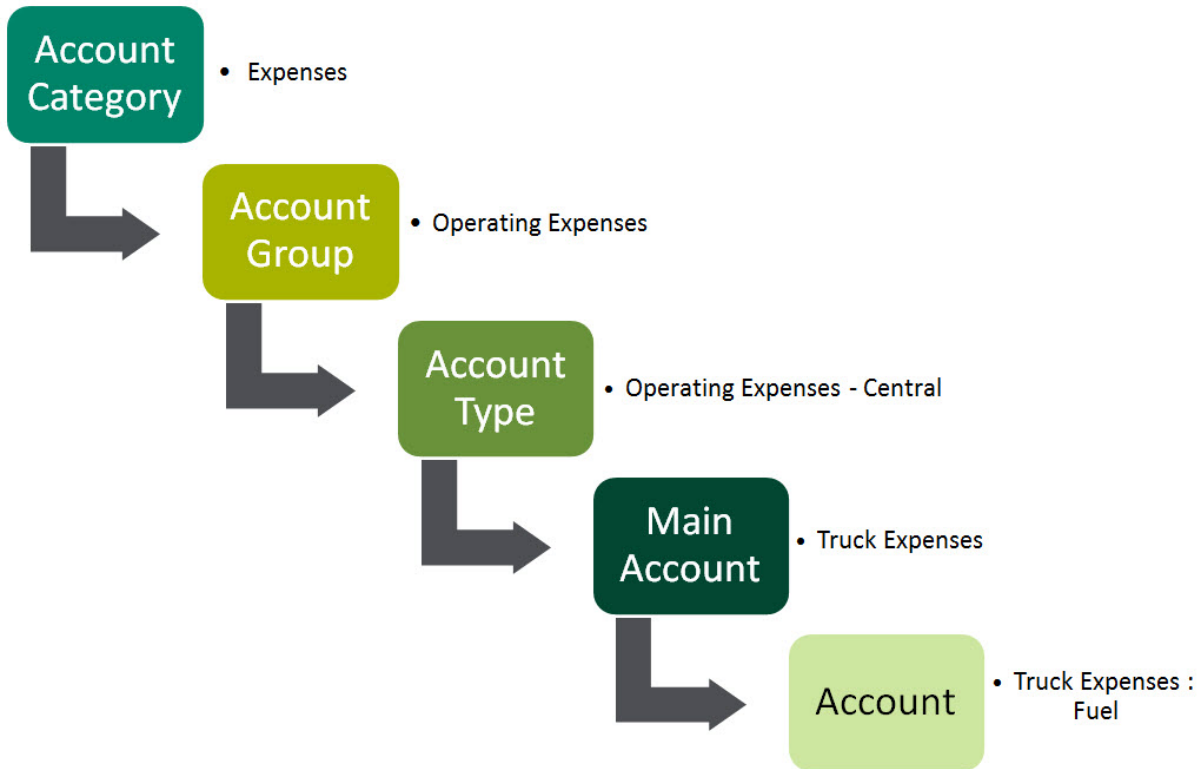 Account
Category
• Expenses
Account
Group
• Operating Expenses
Account
Type
• Operating Expenses - Central
Main
Account
• Truck Expenses
Account
• Truck Expenses :
Fuel